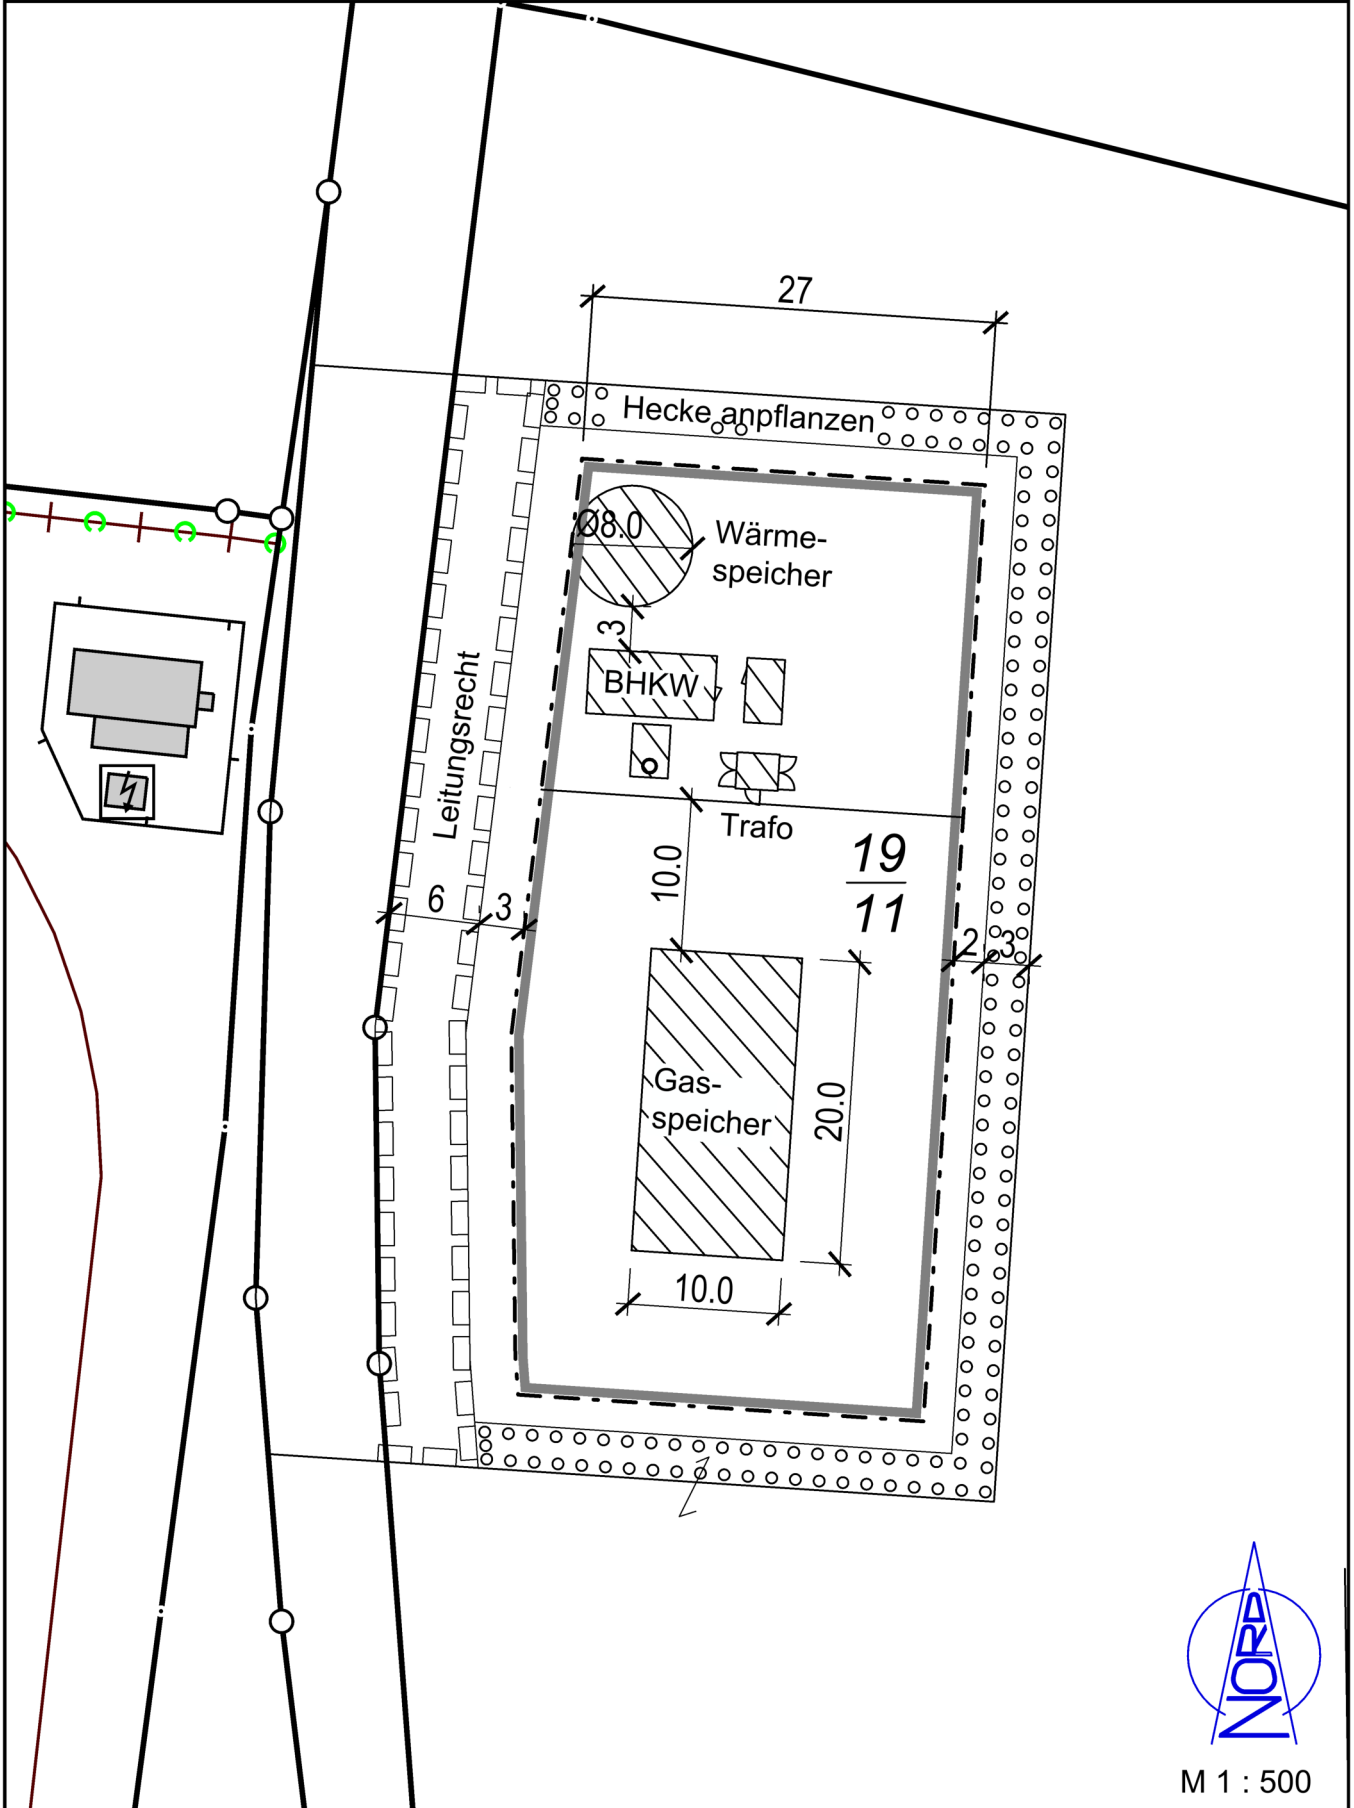 27
Hecke anpflanzen
Ø8.0
Wärme-
speicher
3
BHKW
Leitungsrecht
Trafo
10.0
19
11
6
3
2
3
Gas-
speicher
20.0
10.0
NORD
M 1 : 500